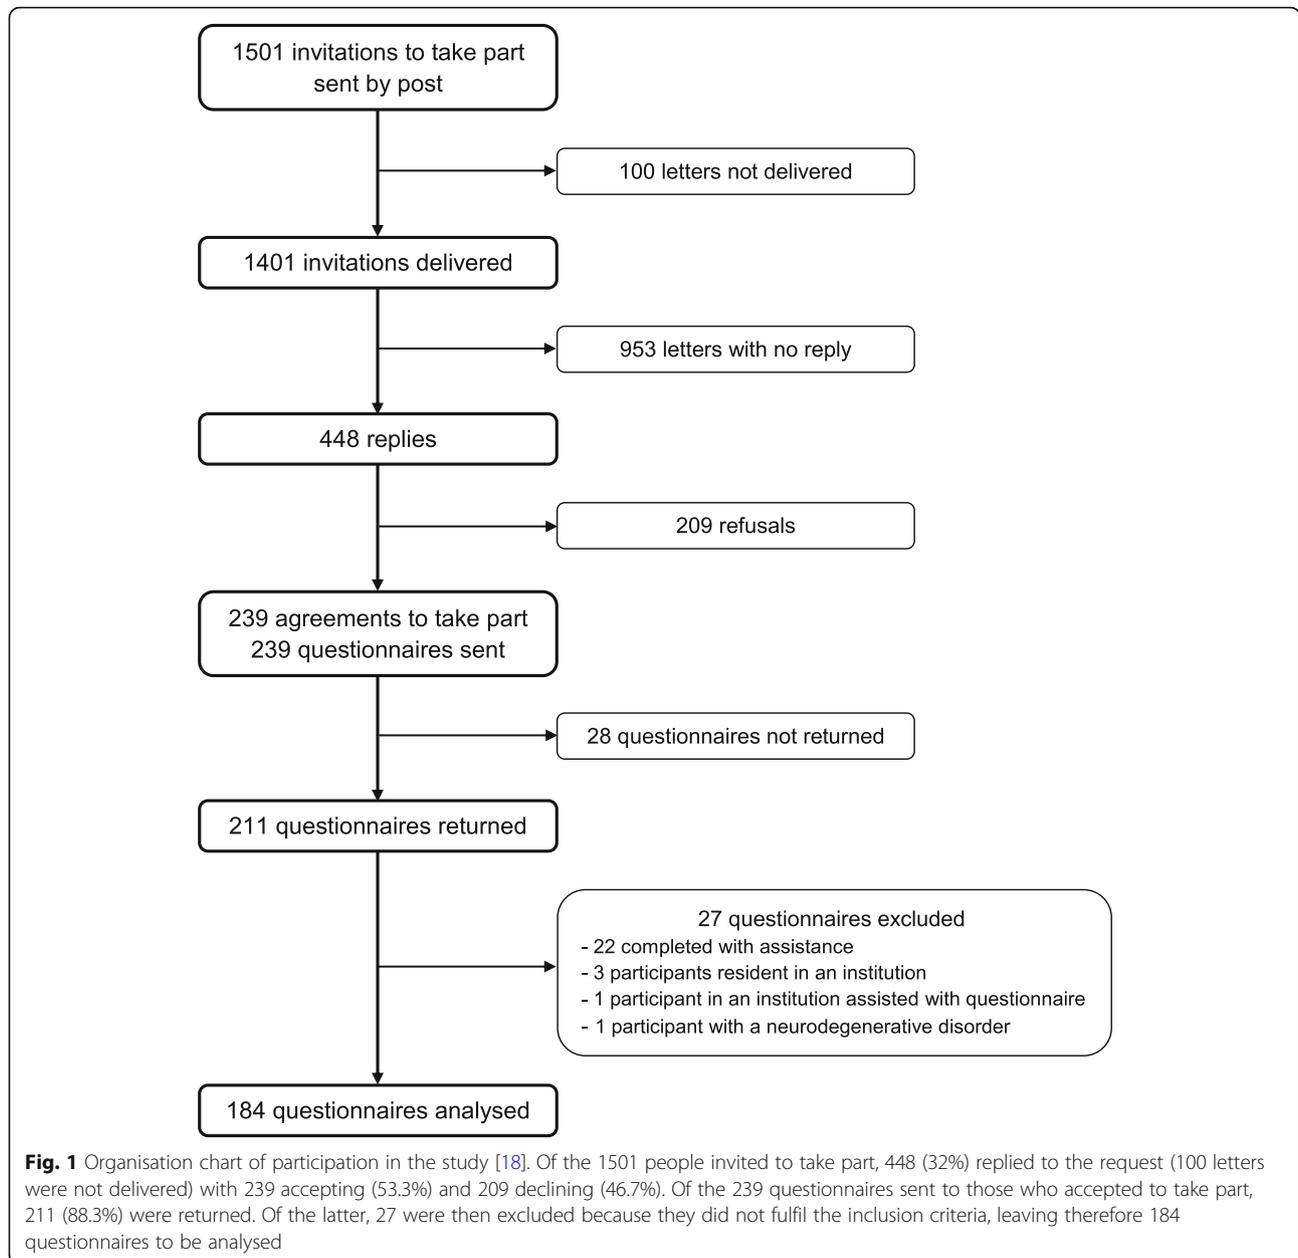 1501 invitations to take part
sent by post
100 letters not delivered
1401 invitations delivered
953 letters with no reply
448 replies
209 refusals
239 agreements to take part
239 questionnaires sent
28 questionnaires not returned
211 questionnaires returned
27 questionnaires excluded
- 22 completed with assistance
- 3 participants resident in an institution
- 1 participant in an institution assisted with questionnaire
- 1 participant with a neurodegenerative disorder
184 questionnaires analysed
Fig. 1 Organisation chart of participation in the study [18]. Of the 1501 people invited to take part, 448 (32%) replied to the request (100 letters
were not delivered) with 239 accepting (53.3%) and 209 declining (46.7%). Of the 239 questionnaires sent to those who accepted to take part,
211 (88.3%) were returned. Of the latter, 27 were then excluded because they did not fulfil the inclusion criteria, leaving therefore 184
questionnaires to be analysed